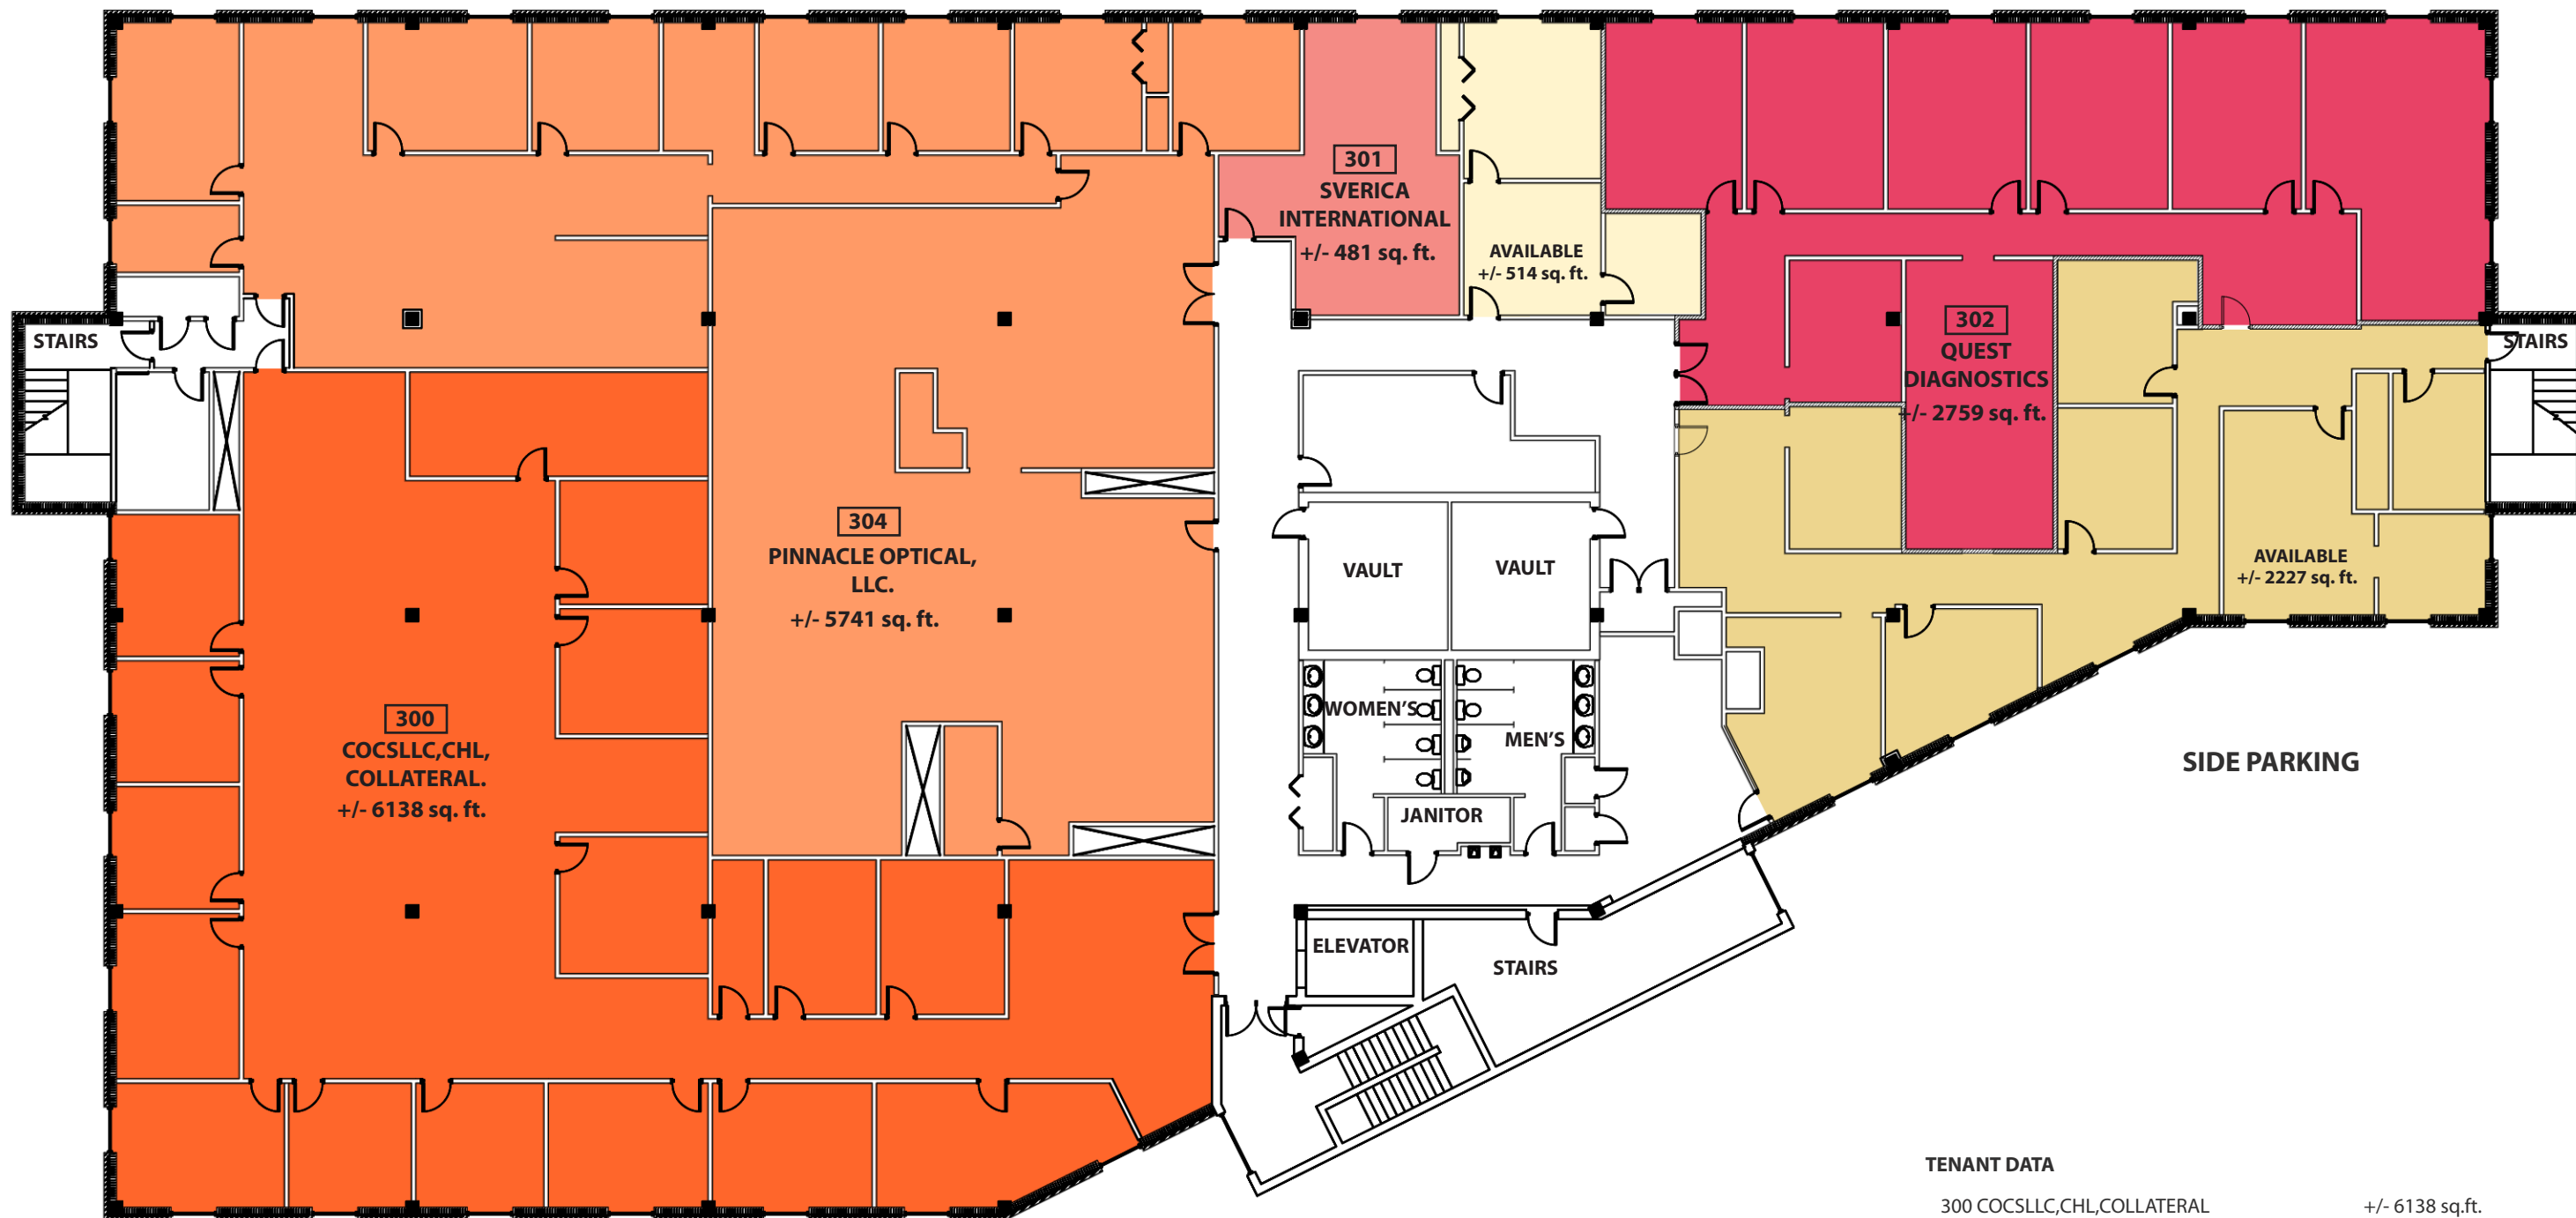 301
SVERICA
INTERNATIONAL
+/- 481 sq. ft.
AVAILABLE
+/- 514 sq. ft.
302
QUEST
DIAGNOSTICS
+/- 2759 sq. ft.
STAIRS
STAIRS
304
PINNACLE OPTICAL,
LLC.
+/- 5741 sq. ft.
VAULT
VAULT
AVAILABLE
+/- 2227 sq. ft.
300
COCSLLC,CHL,
COLLATERAL.
+/- 6138 sq. ft.
WOMEN'S
MEN'S
JANITOR
SIDE PARKING
ELEVATOR
STAIRS
TENANT DATA
300 COCSLLC,CHL,COLLATERAL +/- 6138 sq.ft.